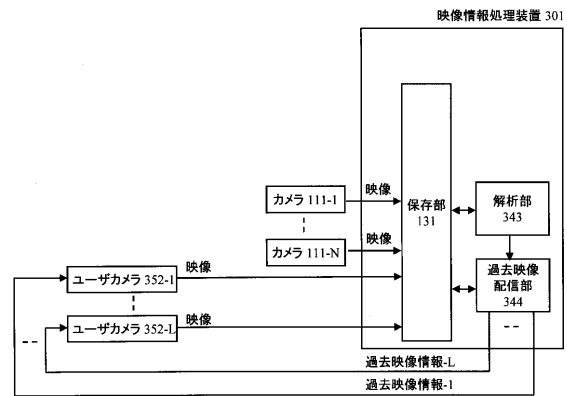 映像情報処理装置 301
カメラ 111-1
映像
カメラ 111-N
映像
保存部
131
解析部
343
過去映像
配信部
344
ユーザカメラ 352-1
映像
ユーザカメラ 352-L
映像
過去映像情報-L
過去映像情報-1